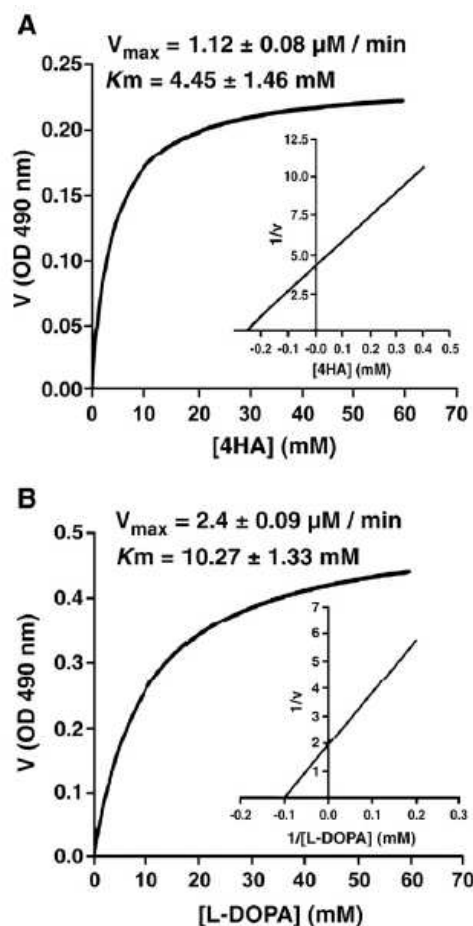 A
V max = 1.12 ± 0.08 µM / min
Km = 4.45 ± 1.46 mM
V (OD 490 nm)
0.25
0.20
0.15
0.10
0.05
0.00
0 10 20 30 40 50 60 70
[4HA] (mM)
1/v
12.5
10.0
7.5
5.0
2.5
-0.2 -0.1 -0.0 0.1 0.2 0.3 0.4 0.5
[4HA] (mM)
B
V max = 2.4 ± 0.09 µM / min
Km = 10.27 ± 1.33 mM
V (OD 490 nm)
0.5
0.4
0.3
0.2
0.1
0.0
0 10 20 30 40 50 60 70
[L-DOPA] (mM)
1/v
7
6
5
4
3
2
1
-0.2 -0.1 0.0 0.1 0.2 0.3
1/[L-DOPA] (mM)